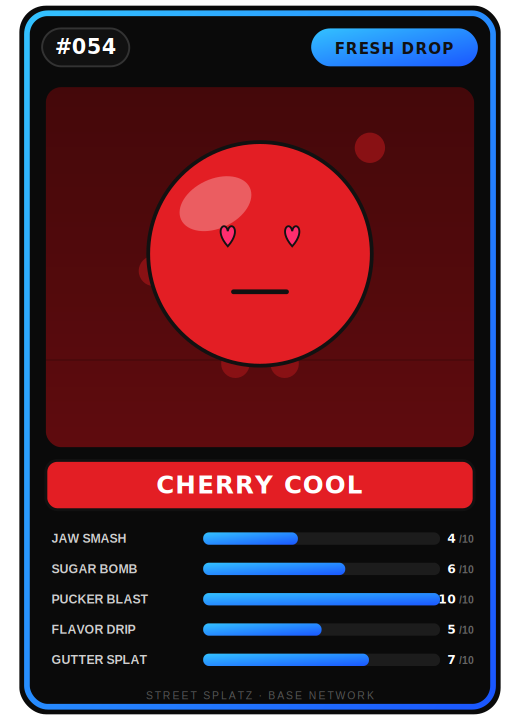 #054 FRESH DROP
CHERRY COOL
JAW SMASH 4 /10
SUGAR BOMB 6 /10
PUCKER BLAST 10 /10
FLAVOR DRIP 5 /10
GUTTER SPLAT 7 /10
STREET SPLATZ · BASE NETWORK